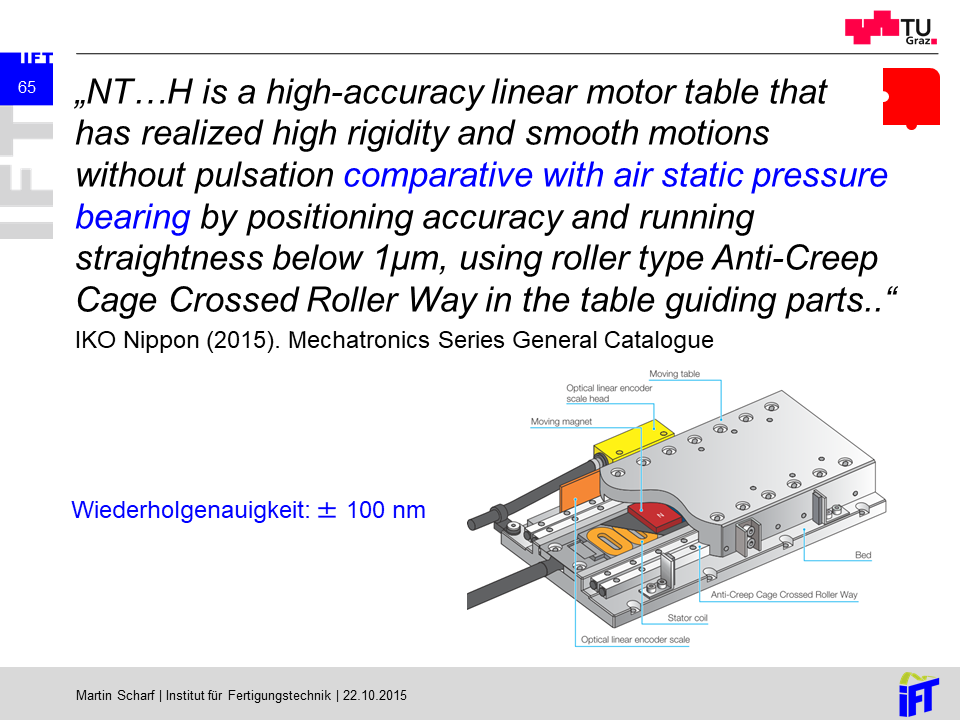 TU
Graz
IFT
65
IFT
„NT…H is a high-accuracy linear motor table that
has realized high rigidity and smooth motions
without pulsation comparative with air static pressure
bearing by positioning accuracy and running
straightness below 1µm, using roller type Anti-Creep
Cage Crossed Roller Way in the table guiding parts..“
IKO Nippon (2015). Mechatronics Series General Catalogue
Moving table
Optical linear encoder
scale head
Moving magnet
N
Wiederholgenauigkeit: ± 100 nm
Bed
Anti-Creep Cage Crossed Roller Way
Stator coil
Optical linear encoder scale
Martin Scharf | Institut für Fertigungstechnik | 22.10.2015
iFT